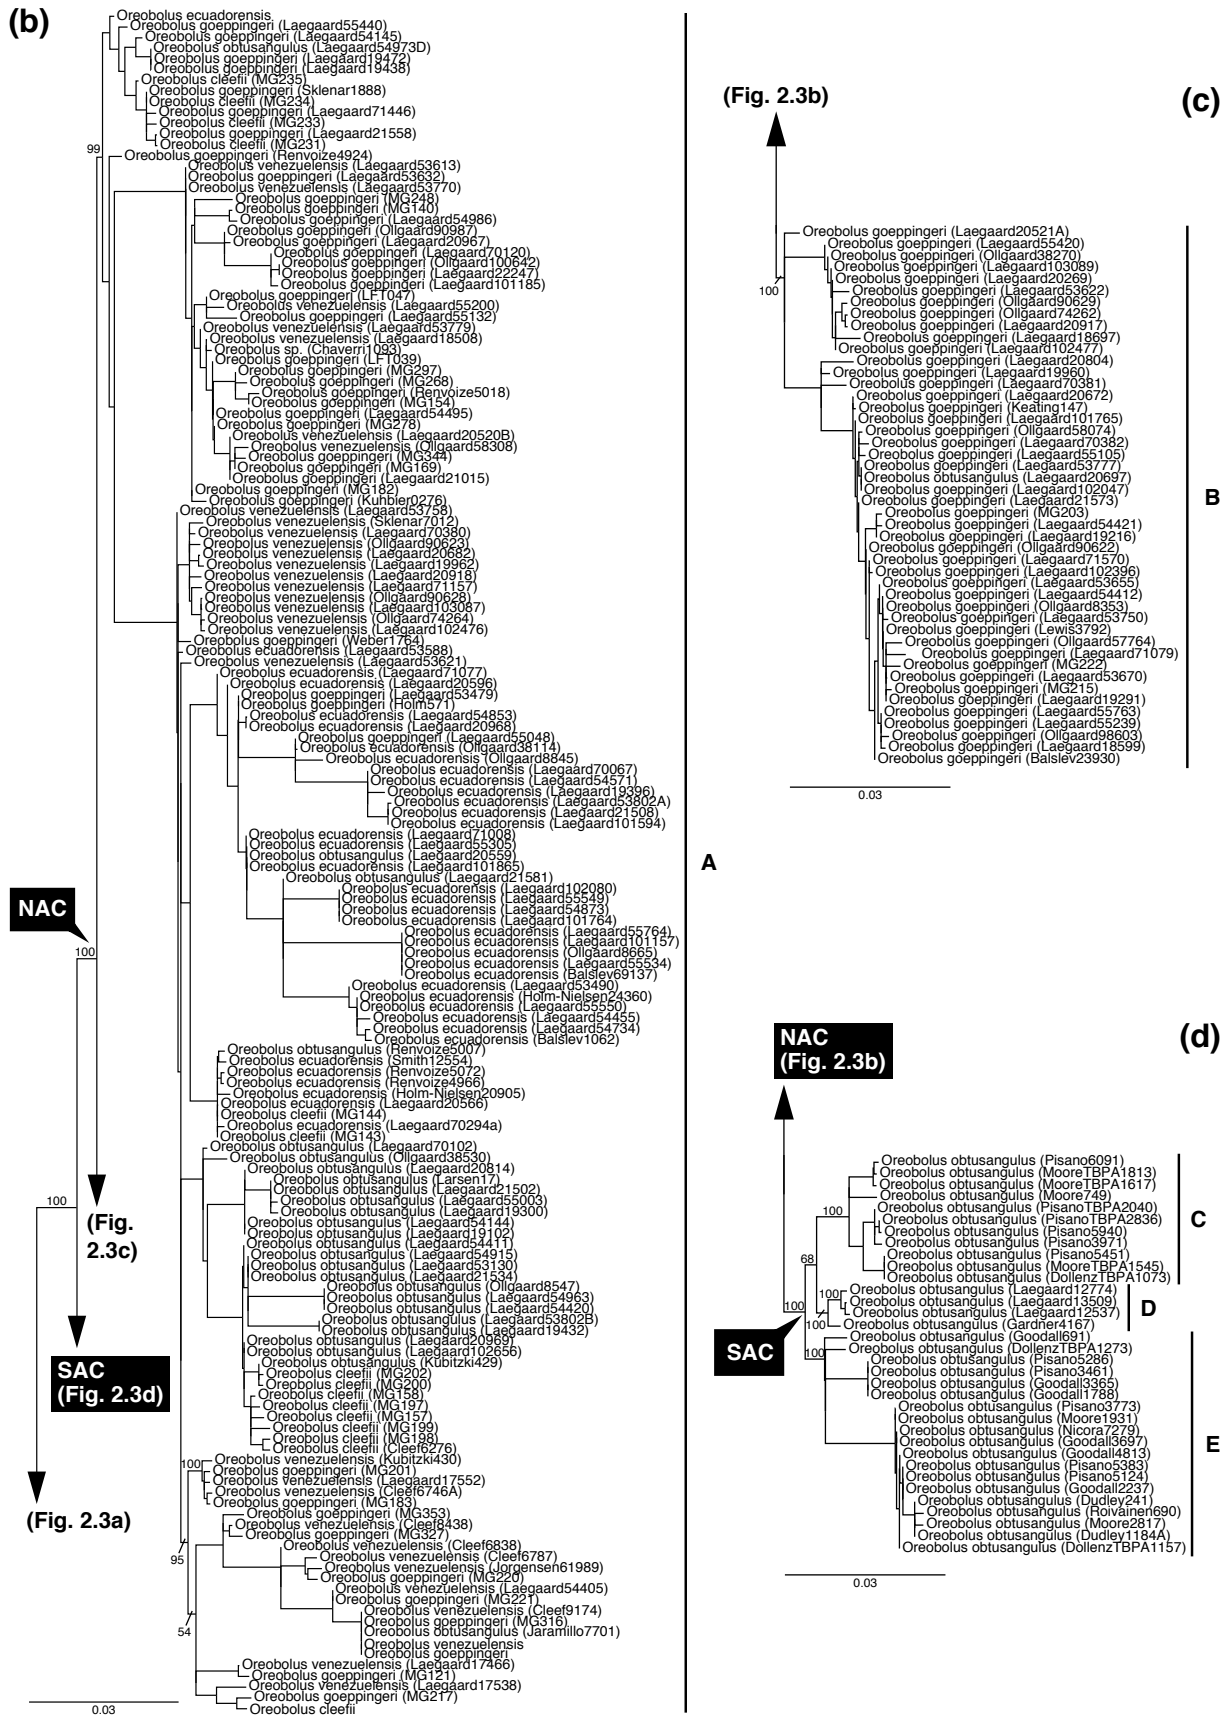 (b)
Oreobolus ecuadorensis
Oreobolus goeppingeri (Laegaard55440)
Oreobolus goeppingeri (Laegaard54145)
Oreobolus obtusangulus (Laegaard54973D)
Oreobolus goeppingeri (Laegaard19472)
Oreobolus goeppingeri (Laegaard19438)
Oreobolus cleefii (MG235)
Oreobolus goeppingeri (Sklenar1888)
Oreobolus cleefii (MG234)
Oreobolus goeppingeri (Laegaard71446)
Oreobolus cleefii (MG233)
Oreobolus goeppingeri (Laegaard21558)
Oreobolus cleefii (MG231)
99
Oreobolus goeppingeri (Renvoize4924)
Oreobolus venezuelensis (Laegaard53613)
Oreobolus goeppingeri (Laegaard53632)
Oreobolus venezuelensis (Laegaard53770)
Oreobolus goeppingeri (MG248)
Oreobolus goeppingeri (MG140)
Oreobolus goeppingeri (Laegaard54986)
Oreobolus goeppingeri (Ollgaard90987)
Oreobolus goeppingeri (Laegaard20967)
Oreobolus goeppingeri (Laegaard70120)
Oreobolus goeppingeri (Ollgaard100642)
Oreobolus goeppingeri (Laegaard22247)
Oreobolus goeppingeri (Laegaard101185)
Oreobolus goeppingeri (LFT047)
Oreobolus venezuelensis (Laegaard55200)
Oreobolus goeppingeri (Laegaard55132)
Oreobolus venezuelensis (Laegaard53779)
Oreobolus venezuelensis (Laegaard18508)
Oreobolus sp. (Chaverri1093)
Oreobolus goeppingeri (LFT039)
Oreobolus goeppingeri (MG297)
Oreobolus goeppingeri (MG268)
Oreobolus goeppingeri (Renvoize5018)
Oreobolus goeppingeri (MG154)
Oreobolus goeppingeri (Laegaard54495)
Oreobolus goeppingeri (MG278)
Oreobolus venezuelensis (Laegaard20520B)
Oreobolus venezuelensis (Ollgaard58308)
Oreobolus goeppingeri (MG344)
Oreobolus goeppingeri (MG169)
Oreobolus goeppingeri (Laegaard21015)
Oreobolus goeppingeri (MG182)
Oreobolus goeppingeri (Kuhbier0276)
Oreobolus venezuelensis (Laegaard53758)
Oreobolus venezuelensis (Sklenar7012)
Oreobolus venezuelensis (Laegaard70380)
Oreobolus venezuelensis (Ollgaard90623)
Oreobolus venezuelensis (Laegaard20682)
Oreobolus venezuelensis (Laegaard19962)
Oreobolus venezuelensis (Laegaard20918)
Oreobolus venezuelensis (Laegaard71157)
Oreobolus venezuelensis (Ollgaard90628)
Oreobolus venezuelensis (Laegaard103087)
Oreobolus venezuelensis (Ollgaard74264)
Oreobolus venezuelensis (Laegaard102476)
Oreobolus goeppingeri (Weber1764)
Oreobolus ecuadorensis (Laegaard53588)
Oreobolus venezuelensis (Laegaard53621)
Oreobolus ecuadorensis (Laegaard71077)
Oreobolus ecuadorensis (Laegaard20596)
Oreobolus goeppingeri (Laegaard53479)
Oreobolus goeppingeri (Holm571)
Oreobolus ecuadorensis (Laegaard54853)
Oreobolus ecuadorensis (Laegaard20968)
Oreobolus goeppingeri (Laegaard55048)
Oreobolus ecuadorensis (Ollgaard38114)
Oreobolus ecuadorensis (Ollgaard8845)
Oreobolus ecuadorensis (Laegaard70067)
Oreobolus ecuadorensis (Laegaard54571)
Oreobolus ecuadorensis (Laegaard19396)
Oreobolus ecuadorensis (Laegaard53802A)
Oreobolus ecuadorensis (Laegaard21508)
Oreobolus ecuadorensis (Laegaard101594)
Oreobolus ecuadorensis (Laegaard71008)
Oreobolus ecuadorensis (Laegaard55305)
Oreobolus obtusangulus (Laegaard20559)
Oreobolus ecuadorensis (Laegaard101865)
Oreobolus obtusangulus (Laegaard21581)
Oreobolus ecuadorensis (Laegaard102080)
Oreobolus ecuadorensis (Laegaard55549)
Oreobolus ecuadorensis (Laegaard54873)
Oreobolus ecuadorensis (Laegaard101764)
Oreobolus ecuadorensis (Laegaard55764)
Oreobolus ecuadorensis (Laegaard101157)
Oreobolus ecuadorensis (Ollgaard8665)
Oreobolus ecuadorensis (Laegaard55534)
Oreobolus ecuadorensis (Balslev69137)
Oreobolus ecuadorensis (Laegaard53490)
Oreobolus ecuadorensis (Holm-Nielsen24360)
Oreobolus ecuadorensis (Laegaard55550)
Oreobolus ecuadorensis (Laegaard54455)
Oreobolus ecuadorensis (Laegaard54734)
Oreobolus ecuadorensis (Balslev1062)
Oreobolus obtusangulus (Renvoize5007)
Oreobolus ecuadorensis (Smith12554)
Oreobolus ecuadorensis (Renvoize5072)
Oreobolus ecuadorensis (Renvoize4966)
Oreobolus ecuadorensis (Holm-Nielsen20905)
Oreobolus ecuadorensis (Laegaard20566)
Oreobolus cleefii (MG144)
Oreobolus ecuadorensis (Laegaard70294a)
Oreobolus cleefii (MG143)
Oreobolus obtusangulus (Laegaard70102)
Oreobolus obtusangulus (Ollgaard38530)
Oreobolus obtusangulus (Laegaard20814)
Oreobolus obtusangulus (Larsen17)
Oreobolus obtusangulus (Laegaard21502)
Oreobolus obtusangulus (Laegaard55003)
Oreobolus obtusangulus (Laegaard19300)
Oreobolus obtusangulus (Laegaard54144)
Oreobolus obtusangulus (Laegaard19102)
Oreobolus obtusangulus (Laegaard54411)
Oreobolus obtusangulus (Laegaard54915)
Oreobolus obtusangulus (Laegaard53130)
Oreobolus obtusangulus (Laegaard21534)
Oreobolus obtusangulus (Ollgaard8547)
Oreobolus obtusangulus (Laegaard54963)
Oreobolus obtusangulus (Laegaard54420)
Oreobolus obtusangulus (Laegaard53802B)
Oreobolus obtusangulus (Laegaard19432)
Oreobolus obtusangulus (Laegaard20969)
Oreobolus obtusangulus (Laegaard102656)
Oreobolus obtusangulus (Kubitzki429)
Oreobolus cleefii (MG202)
Oreobolus cleefii (MG200)
Oreobolus cleefii (MG158)
Oreobolus cleefii (MG197)
Oreobolus cleefii (MG157)
Oreobolus cleefii (MG199)
Oreobolus cleefii (MG198)
Oreobolus cleefii (Cleef6276)
Oreobolus venezuelensis (Kubitzki430)
Oreobolus goeppingeri (MG201)
Oreobolus venezuelensis (Laegaard17552)
Oreobolus venezuelensis (Cleef6746A)
Oreobolus goeppingeri (MG183)
Oreobolus goeppingeri (MG353)
Oreobolus venezuelensis (Cleef8438)
Oreobolus goeppingeri (MG327)
Oreobolus venezuelensis (Cleef6838)
Oreobolus venezuelensis (Cleef6787)
Oreobolus venezuelensis (Jorgensen61989)
Oreobolus goeppingeri (MG220)
Oreobolus venezuelensis (Laegaard54405)
Oreobolus goeppingeri (MG221)
Oreobolus venezuelensis (Cleef9174)
Oreobolus goeppingeri (MG316)
Oreobolus obtusangulus (Jaramillo7701)
Oreobolus venezuelensis
Oreobolus goeppingeri
Oreobolus venezuelensis (Laegaard17466)
Oreobolus goeppingeri (MG121)
Oreobolus venezuelensis (Laegaard17538)
Oreobolus goeppingeri (MG217)
Oreobolus cleefii
NAC
100
100
(Fig.
2.3c)
SAC
(Fig. 2.3d)
(Fig. 2.3a)
100
95
54
0.03
A
(Fig. 2.3b)
(c)
100
Oreobolus goeppingeri (Laegaard20521A)
Oreobolus goeppingeri (Laegaard55420)
Oreobolus goeppingeri (Ollgaard38270)
Oreobolus goeppingeri (Laegaard103089)
Oreobolus goeppingeri (Laegaard20269)
Oreobolus goeppingeri (Laegaard53622)
Oreobolus goeppingeri (Ollgaard90629)
Oreobolus goeppingeri (Ollgaard74262)
Oreobolus goeppingeri (Laegaard20917)
Oreobolus goeppingeri (Laegaard18697)
Oreobolus goeppingeri (Laegaard102477)
Oreobolus goeppingeri (Laegaard20804)
Oreobolus goeppingeri (Laegaard19960)
Oreobolus goeppingeri (Laegaard70381)
Oreobolus goeppingeri (Laegaard20672)
Oreobolus goeppingeri (Keating147)
Oreobolus goeppingeri (Laegaard101765)
Oreobolus goeppingeri (Ollgaard58074)
Oreobolus goeppingeri (Laegaard70382)
Oreobolus goeppingeri (Laegaard55105)
Oreobolus goeppingeri (Laegaard53777)
Oreobolus obtusangulus (Laegaard20697)
Oreobolus goeppingeri (Laegaard102047)
Oreobolus goeppingeri (Laegaard21573)
Oreobolus goeppingeri (MG203)
Oreobolus goeppingeri (Laegaard54421)
Oreobolus goeppingeri (Laegaard19216)
Oreobolus goeppingeri (Ollgaard90622)
Oreobolus goeppingeri (Laegaard71570)
Oreobolus goeppingeri (Laegaard102396)
Oreobolus goeppingeri (Laegaard53655)
Oreobolus goeppingeri (Laegaard54412)
Oreobolus goeppingeri (Ollgaard8353)
Oreobolus goeppingeri (Laegaard53750)
Oreobolus goeppingeri (Lewis3792)
Oreobolus goeppingeri (Ollgaard57764)
Oreobolus goeppingeri (Laegaard71079)
Oreobolus goeppingeri (MG222)
Oreobolus goeppingeri (Laegaard53670)
Oreobolus goeppingeri (MG215)
Oreobolus goeppingeri (Laegaard19291)
Oreobolus goeppingeri (Laegaard55763)
Oreobolus goeppingeri (Laegaard55239)
Oreobolus goeppingeri (Ollgaard98603)
Oreobolus goeppingeri (Laegaard18599)
Oreobolus goeppingeri (Balslev23930)
B
0.03
NAC
(Fig. 2.3b)
(d)
Oreobolus obtusangulus (Pisano6091)
Oreobolus obtusangulus (MooreTBPA1813)
Oreobolus obtusangulus (MooreTBPA1617)
Oreobolus obtusangulus (Moore749)
Oreobolus obtusangulus (PisanoTBPA2040)
Oreobolus obtusangulus (PisanoTBPA2836)
Oreobolus obtusangulus (Pisano5940)
Oreobolus obtusangulus (Pisano3971)
Oreobolus obtusangulus (Pisano5451)
Oreobolus obtusangulus (MooreTBPA1545)
Oreobolus obtusangulus (DollenzTBPA1073)
100
C
68
Oreobolus obtusangulus (Laegaard12774)
Oreobolus obtusangulus (Laegaard13509)
Oreobolus obtusangulus (Laegaard12537)
Oreobolus obtusangulus (Gardner4167)
100
100
D
100
SAC
100
Oreobolus obtusangulus (Goodall691)
Oreobolus obtusangulus (DollenzTBPA1273)
Oreobolus obtusangulus (Pisano5286)
Oreobolus obtusangulus (Pisano3461)
Oreobolus obtusangulus (Goodall3365)
Oreobolus obtusangulus (Goodall1788)
Oreobolus obtusangulus (Pisano3773)
Oreobolus obtusangulus (Moore1931)
Oreobolus obtusangulus (Nicora7279)
Oreobolus obtusangulus (Goodall3697)
Oreobolus obtusangulus (Goodall4813)
Oreobolus obtusangulus (Pisano5383)
Oreobolus obtusangulus (Pisano5124)
Oreobolus obtusangulus (Goodall2237)
Oreobolus obtusangulus (Dudley241)
Oreobolus obtusangulus (Roivainen690)
Oreobolus obtusangulus (Moore2817)
Oreobolus obtusangulus (Dudley1184A)
Oreobolus obtusangulus (DollenzTBPA1157)
E
0.03